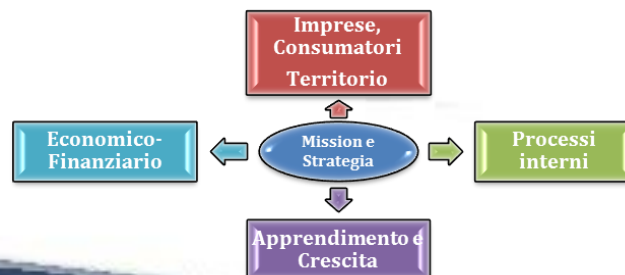 Imprese,
Consumatori
Territorio
Economico-
Finanziario
Mission e
Strategia
Processi
interni
Apprendimento e
Crescita